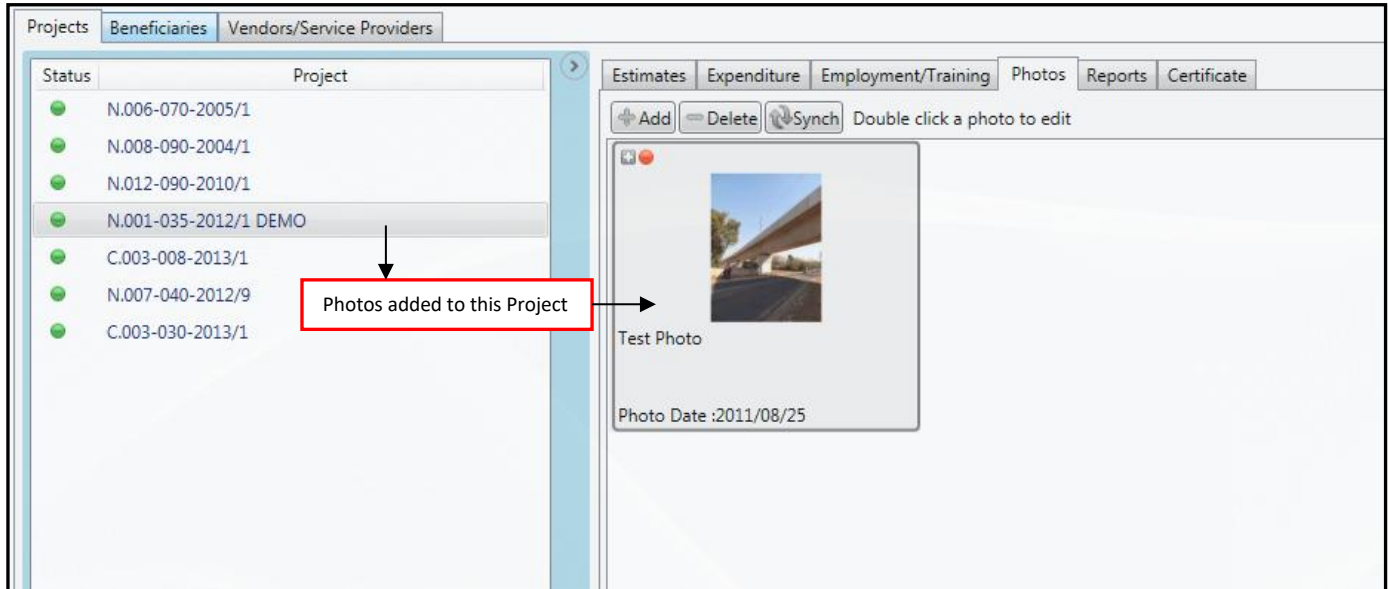 Projects Beneficiaries Vendors/Service Providers
Status Project
N.006-070-2005/1
N.008-090-2004/1
N.012-090-2010/1
N.001-035-2012/1 DEMO
C.003-008-2013/1
N.007-040-2012/9
C.003-030-2013/1
Photos added to this Project
Estimates Expenditure Employment/Training Photos Reports Certificate
Add Delete Synch Double click a photo to edit
Test Photo
Photo Date :2011/08/25